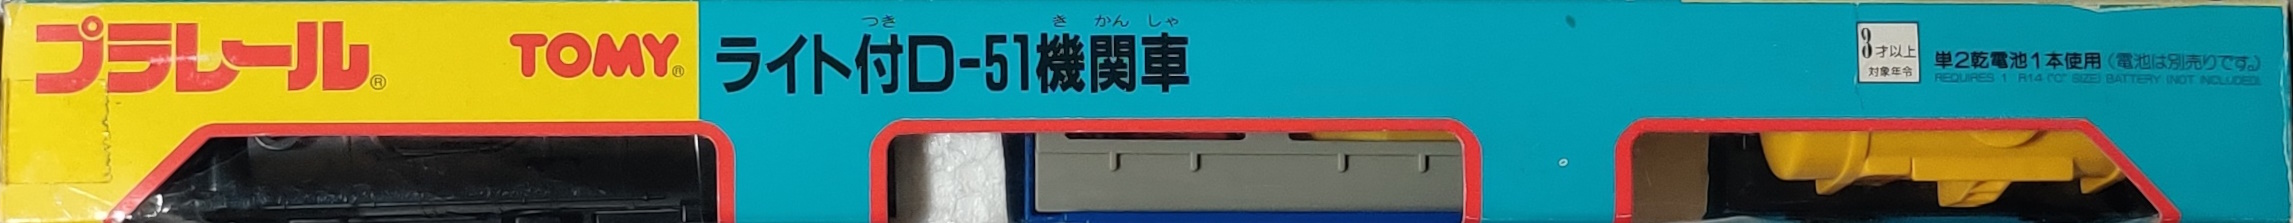 プラレール®
TOMY®
つき き かん しゃ
ライト付D-51機関車
3才以上
対象年令
単2乾電池1本使用(電池は別売りです。)
REQUIRES 1 R14 ("C" SIZE) BATTERY (NOT INCLUDED).